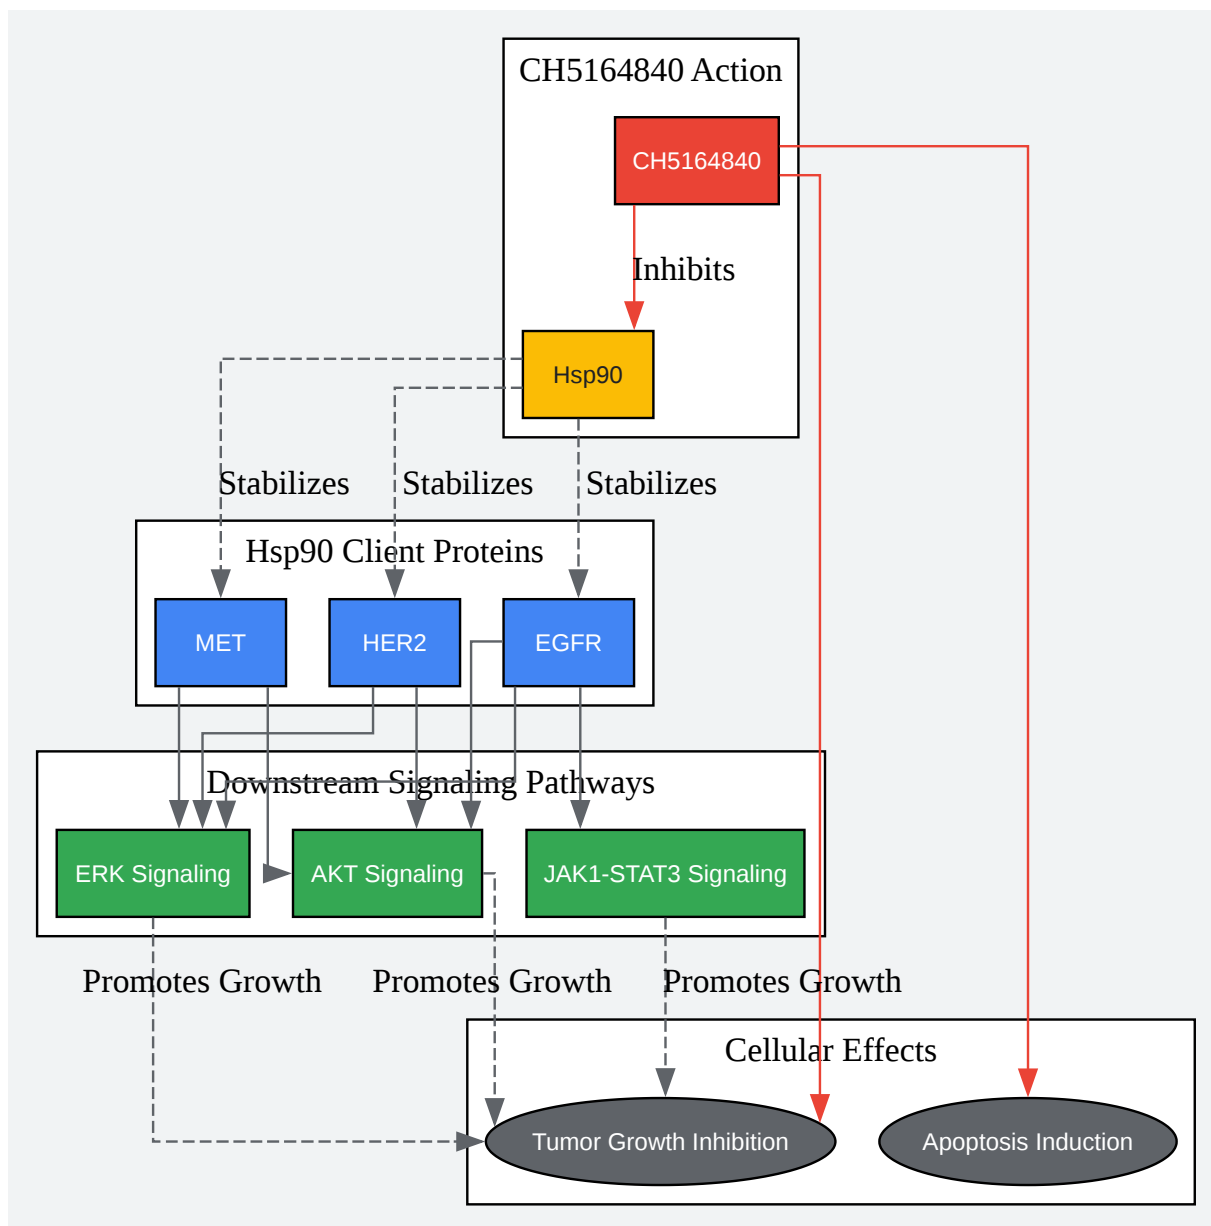 CH5164840 Action
CH5164840
Inhibits
Hsp90
Stabilizes
Stabilizes
Stabilizes
Hsp90 Client Proteins
MET
HER2
EGFR
Downstream Signaling Pathways
ERK Signaling
AKT Signaling
JAK1-STAT3 Signaling
Promotes Growth
Promotes Growth
Promotes Growth
Cellular Effects
Tumor Growth Inhibition
Apoptosis Induction